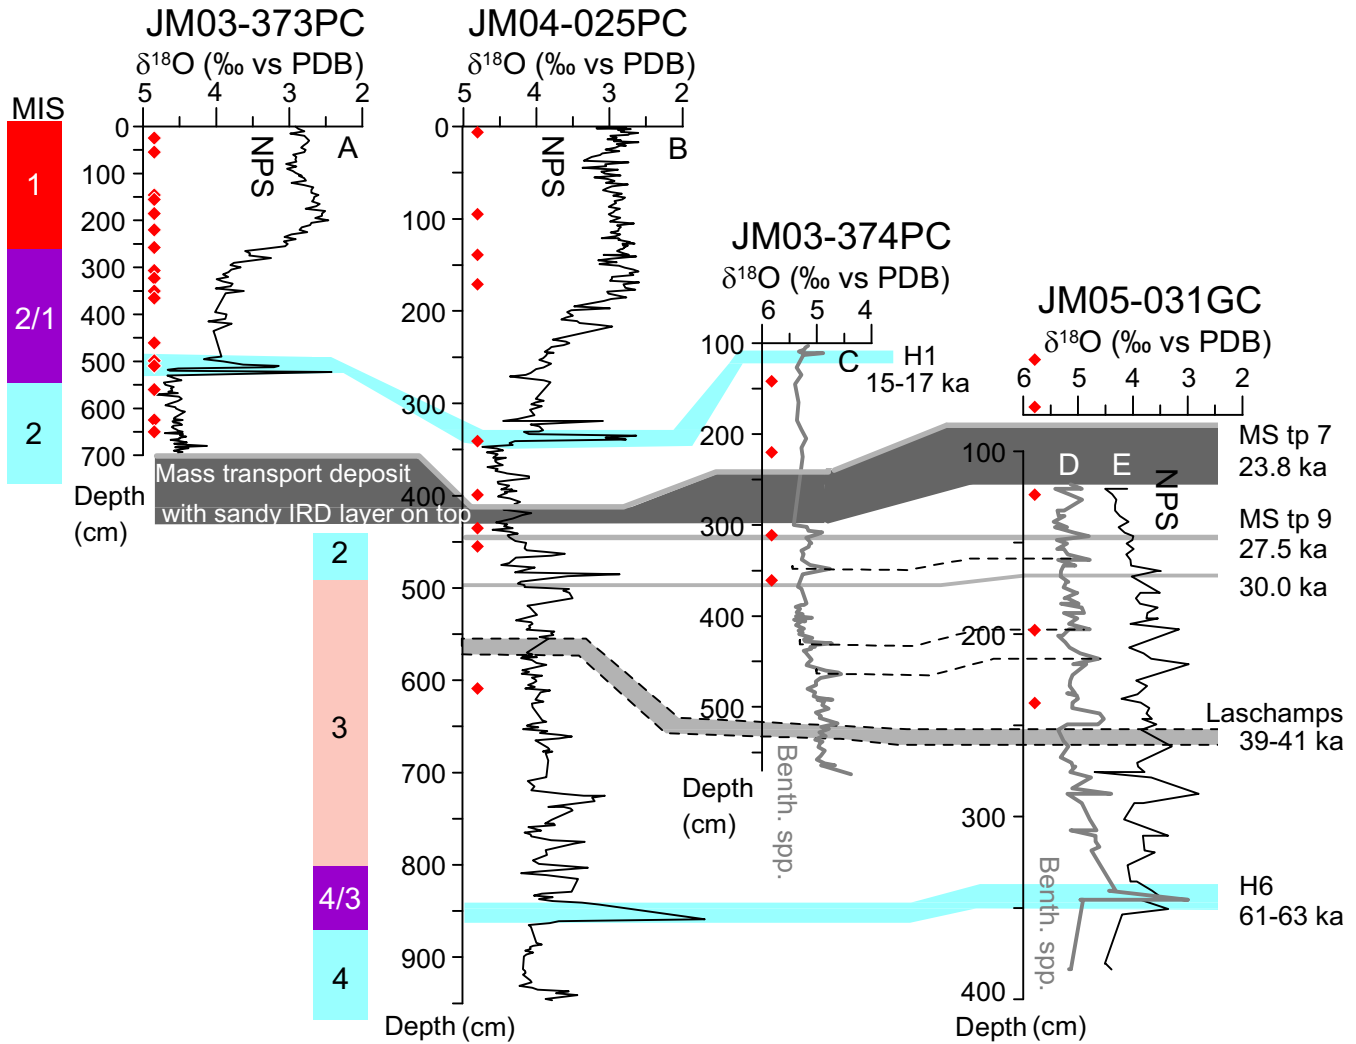 JM03-373PC
δ¹⁸O (‰ vs PDB)
5 4 3 2
JM04-025PC
δ¹⁸O (‰ vs PDB)
5 4 3 2
MIS
1
2/1
2
0
100
200
300
400
500
600
700
Depth
(cm)
NPS
A
0
100
200
300
400
500
600
700
800
900
Depth (cm)
NPS
B
Mass transport deposit
with sandy IRD layer on top
2
3
4/3
4
JM03-374PC
δ¹⁸O (‰ vs PDB)
6 5 4
100
200
300
400
500
Depth
(cm)
C
Benth. spp.
H1
15-17 ka
JM05-031GC
δ¹⁸O (‰ vs PDB)
6 5 4 3 2
100
200
300
400
Depth (cm)
D
E
NPS
Benth. spp.
MS tp 7
23.8 ka
MS tp 9
27.5 ka
30.0 ka
Laschamps
39-41 ka
H6
61-63 ka